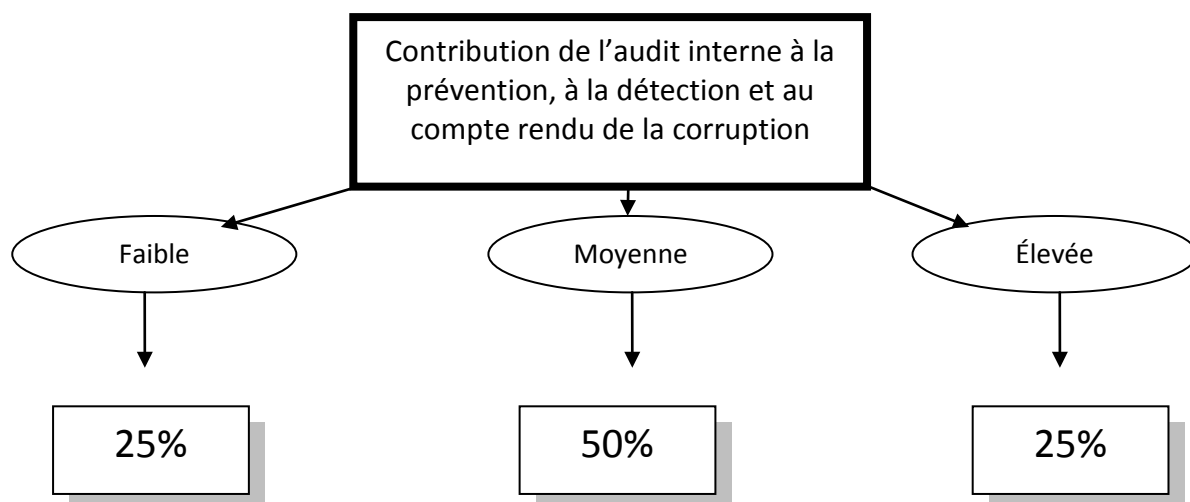 Contribution de l’audit interne à la
prévention, à la détection et au
compte rendu de la corruption
Faible
Moyenne
Élevée
25%
50%
25%